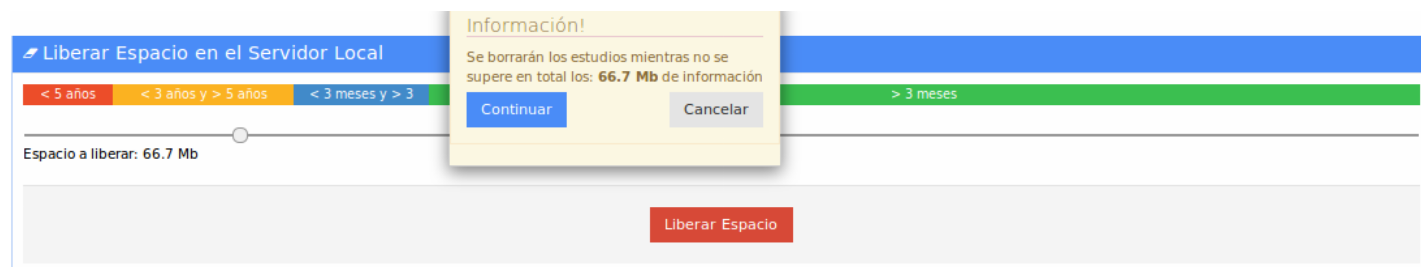 Información!
Liberar Espacio en el Servidor Local
Se borrarán los estudios mientras no se
supere en total los: 66.7 Mb de información
< 5 años
< 3 años y > 5 años
< 3 meses y > 3
> 3 meses
Continuar
Cancelar
Espacio a liberar: 66.7 Mb
Liberar Espacio